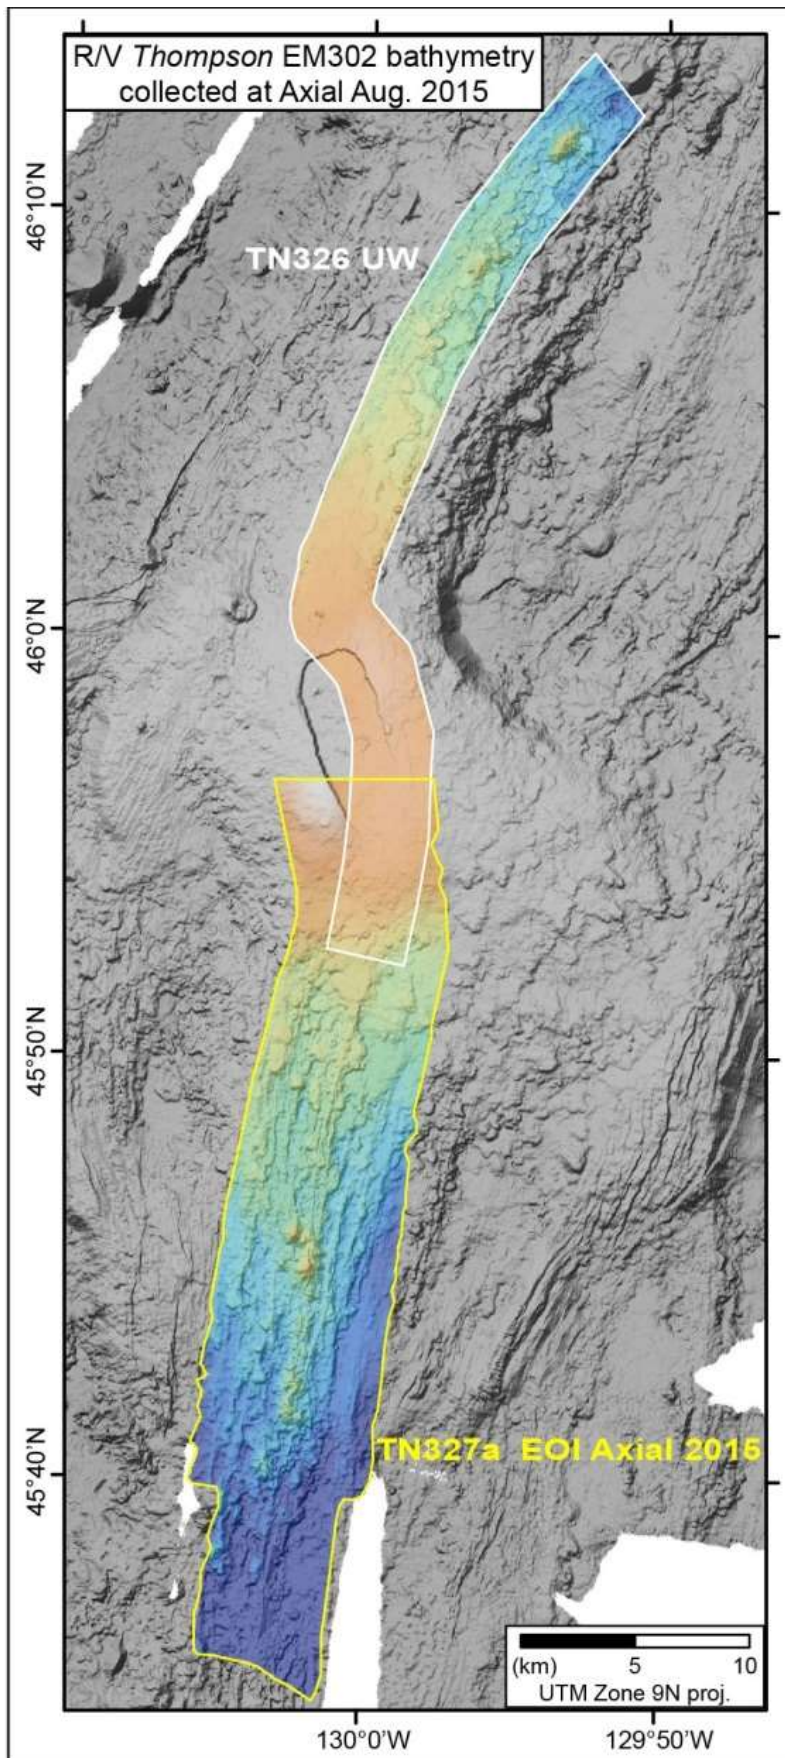 R/V Thompson EM302 bathymetry
collected at Axial Aug. 2015
46°10'N
TN326 UW
46°0'N
45°50'N
TN327a EOI Axial 2015
45°40'N
(km) 5 10
UTM Zone 9N proj.
130°0'W 129°50'W